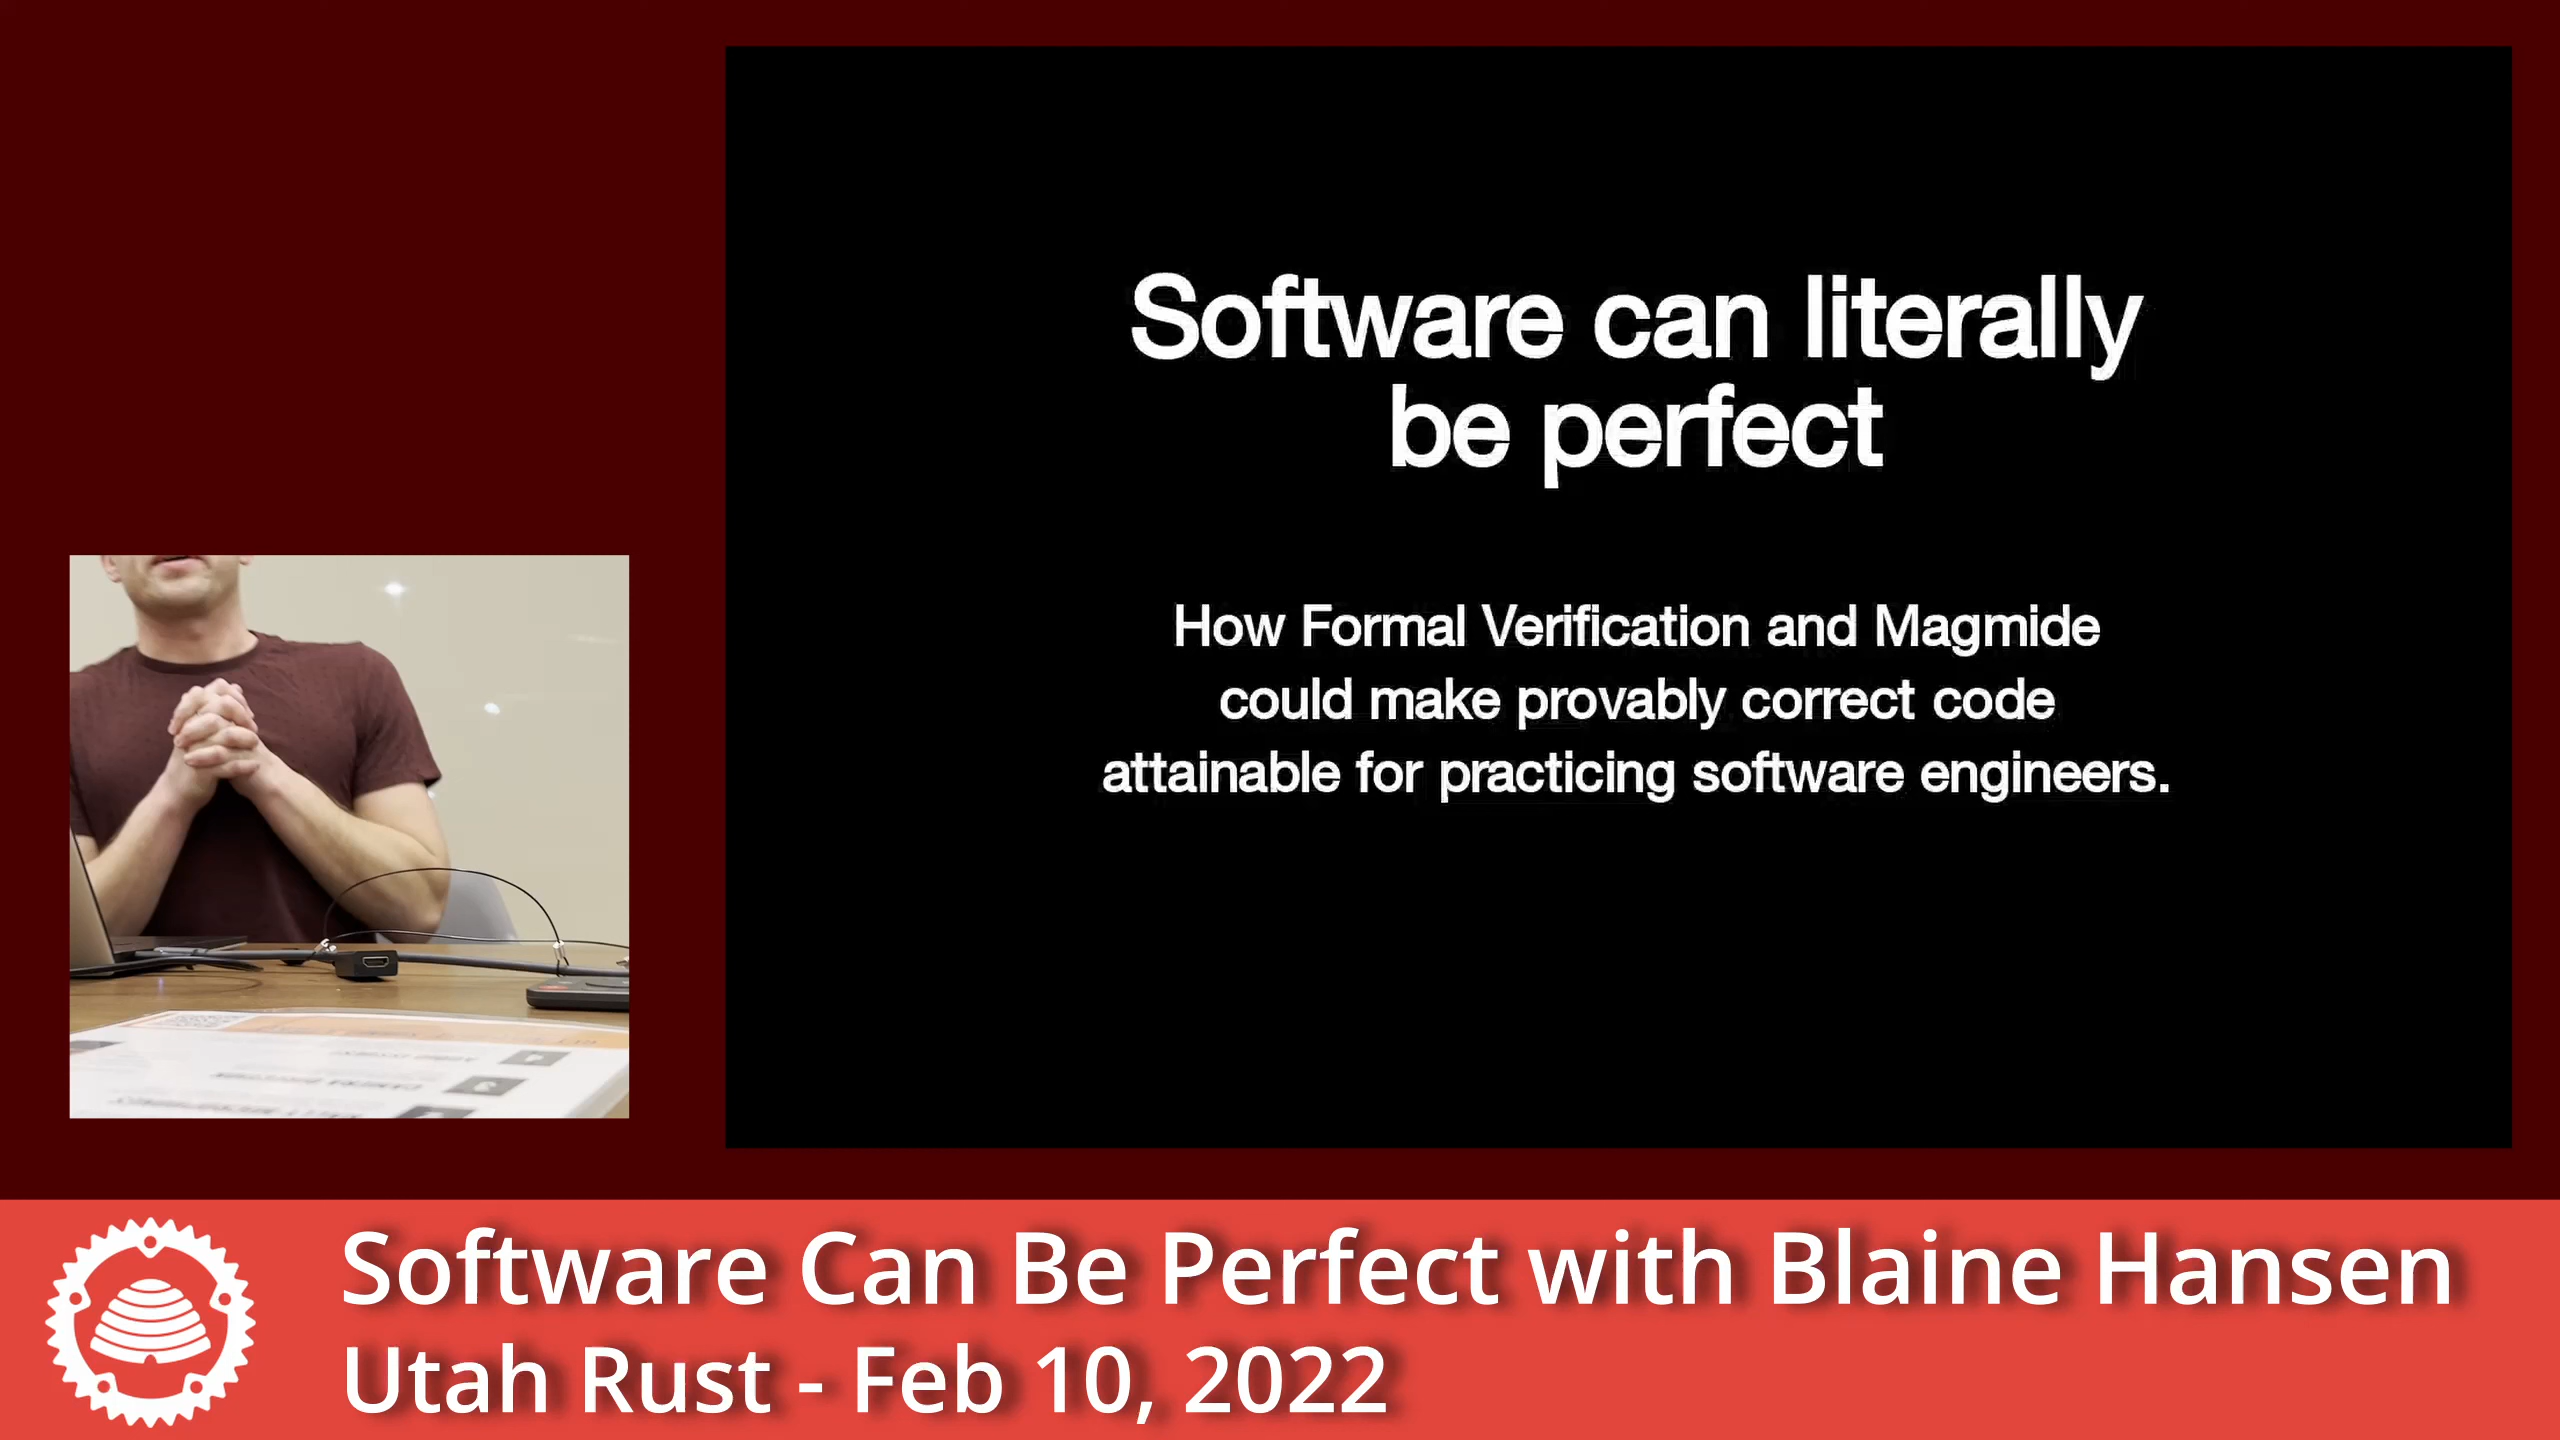 Software can literally
be perfect
How Formal Verification and Magmide
could make provably correct code
attainable for practicing software engineers.
Software Can Be Perfect with Blaine Hansen
Utah Rust - Feb 10, 2022